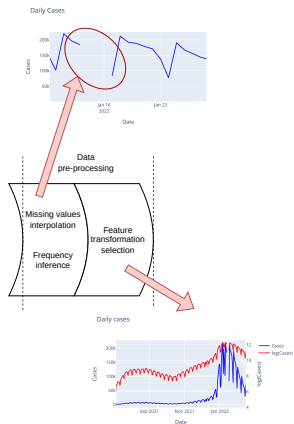 Daily Cases
Cases
200k
150k
100k
50k
Jan 16
2022
Jan 23
Date
Data
pre-processing
Missing values
interpolation
Frequency
inference
Feature
transformation
selection
Daily cases
Cases
200k
150k
100k
50k
0
12
10
8
6
4
log(Cases)
Sep 2021
Nov 2021
Jan 2022
Date
Cases
log(Cases)